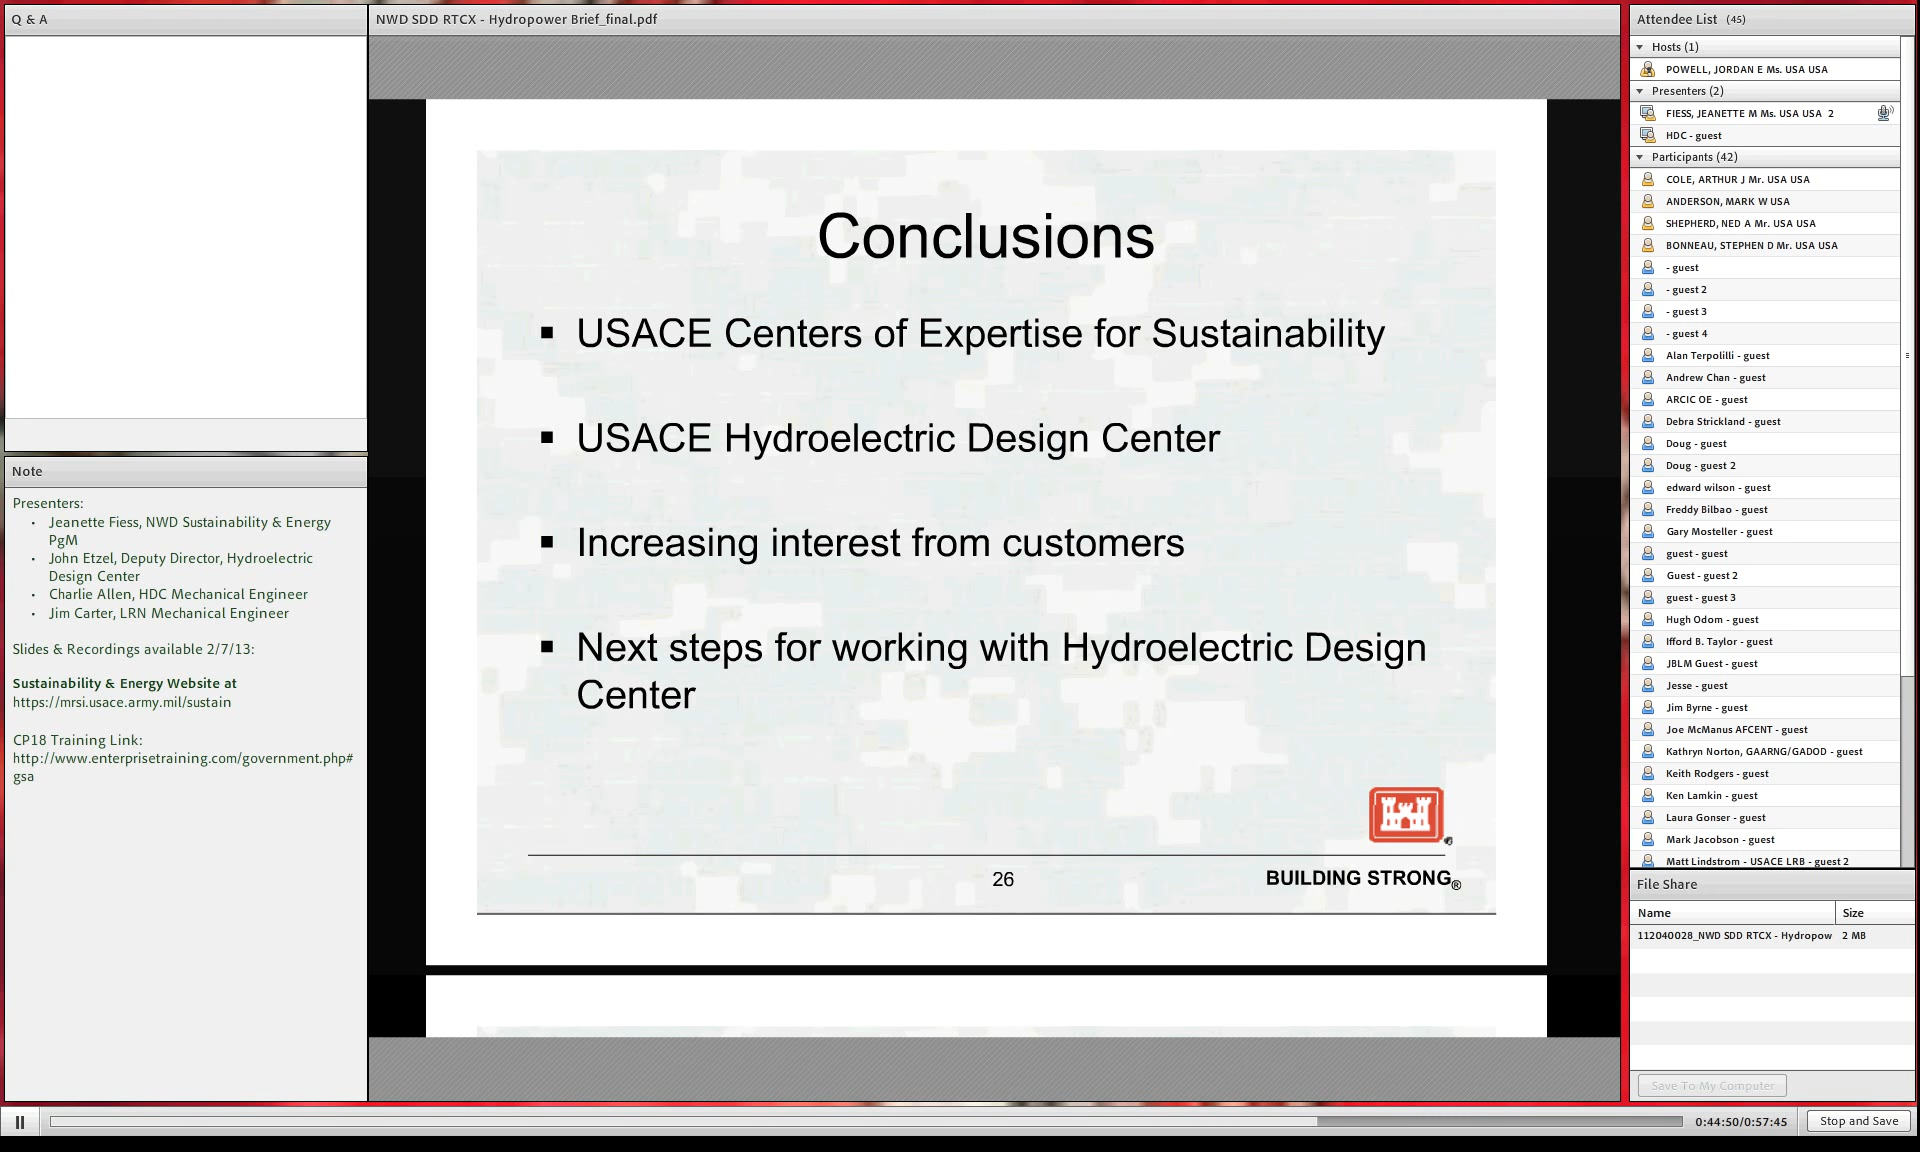 Q & A
NWD SDD RTCX - Hydropower Brief_final.pdf
Conclusions
▪ USACE Centers of Expertise for Sustainability
▪ USACE Hydroelectric Design Center
▪ Increasing interest from customers
▪ Next steps for working with Hydroelectric Design
Center
26
BUILDING STRONG®
Note
Presenters:
• Jeanette Fiess, NWD Sustainability & Energy
PgM
• John Etzel, Deputy Director, Hydroelectric
Design Center
• Charlie Allen, HDC Mechanical Engineer
• Jim Carter, LRN Mechanical Engineer
Slides & Recordings available 2/7/13:
Sustainability & Energy Website at
https://mrsi.usace.army.mil/sustain
CP18 Training Link:
http://www.enterprisetraining.com/government.php#
gsa
Attendee List (45)
Hosts (1)
POWELL, JORDAN E Ms. USA USA
Presenters (2)
FIESS, JEANETTE M Ms. USA USA 2
HDC - guest
Participants (42)
COLE, ARTHUR J Mr. USA USA
ANDERSON, MARK W USA
SHEPHERD, NED A Mr. USA USA
BONNEAU, STEPHEN D Mr. USA USA
- guest
- guest 2
- guest 3
- guest 4
Alan Terpolilli - guest
Andrew Chan - guest
ARCIC OE - guest
Debra Strickland - guest
Doug - guest
Doug - guest 2
edward wilson - guest
Freddy Bilbao - guest
Gary Mosteller - guest
guest - guest
Guest - guest 2
guest - guest 3
Hugh Odom - guest
Ifford B. Taylor - guest
JBLM Guest - guest
Jesse - guest
Jim Byrne - guest
Joe McManus AFCENT - guest
Kathryn Norton, GAARNG/GADOD - guest
Keith Rodgers - guest
Ken Lamkin - guest
Laura Gonser - guest
Mark Jacobson - guest
Matt Lindstrom - USACE LRB - guest 2
File Share
Name Size
112040028_NWD SDD RTCX - Hydropow 2 MB
Save To My Computer
0:44:50/0:57:45
Stop and Save